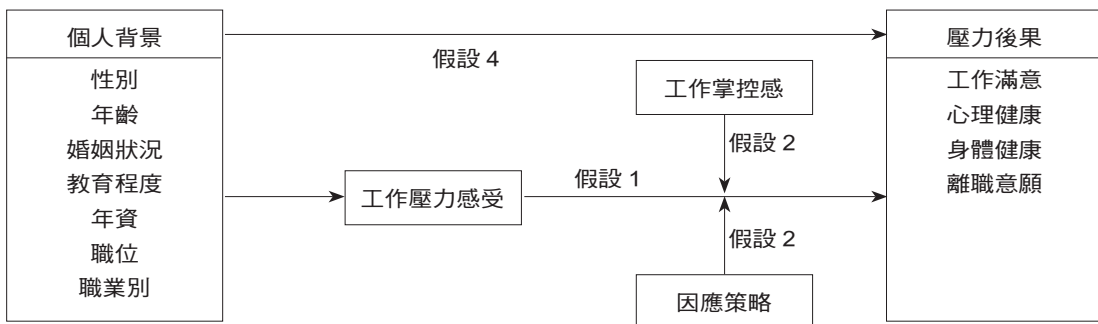 個人背景
性別
年齡
婚姻狀況
教育程度
年資
職位
職業別
假設 4
工作掌控感
假設 2
工作壓力感受
假設 1
假設 2
因應策略
壓力後果
工作滿意
心理健康
身體健康
離職意願